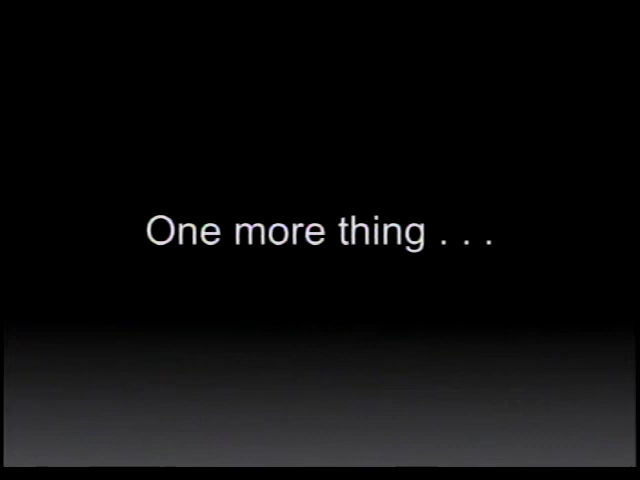 One more thing . . .